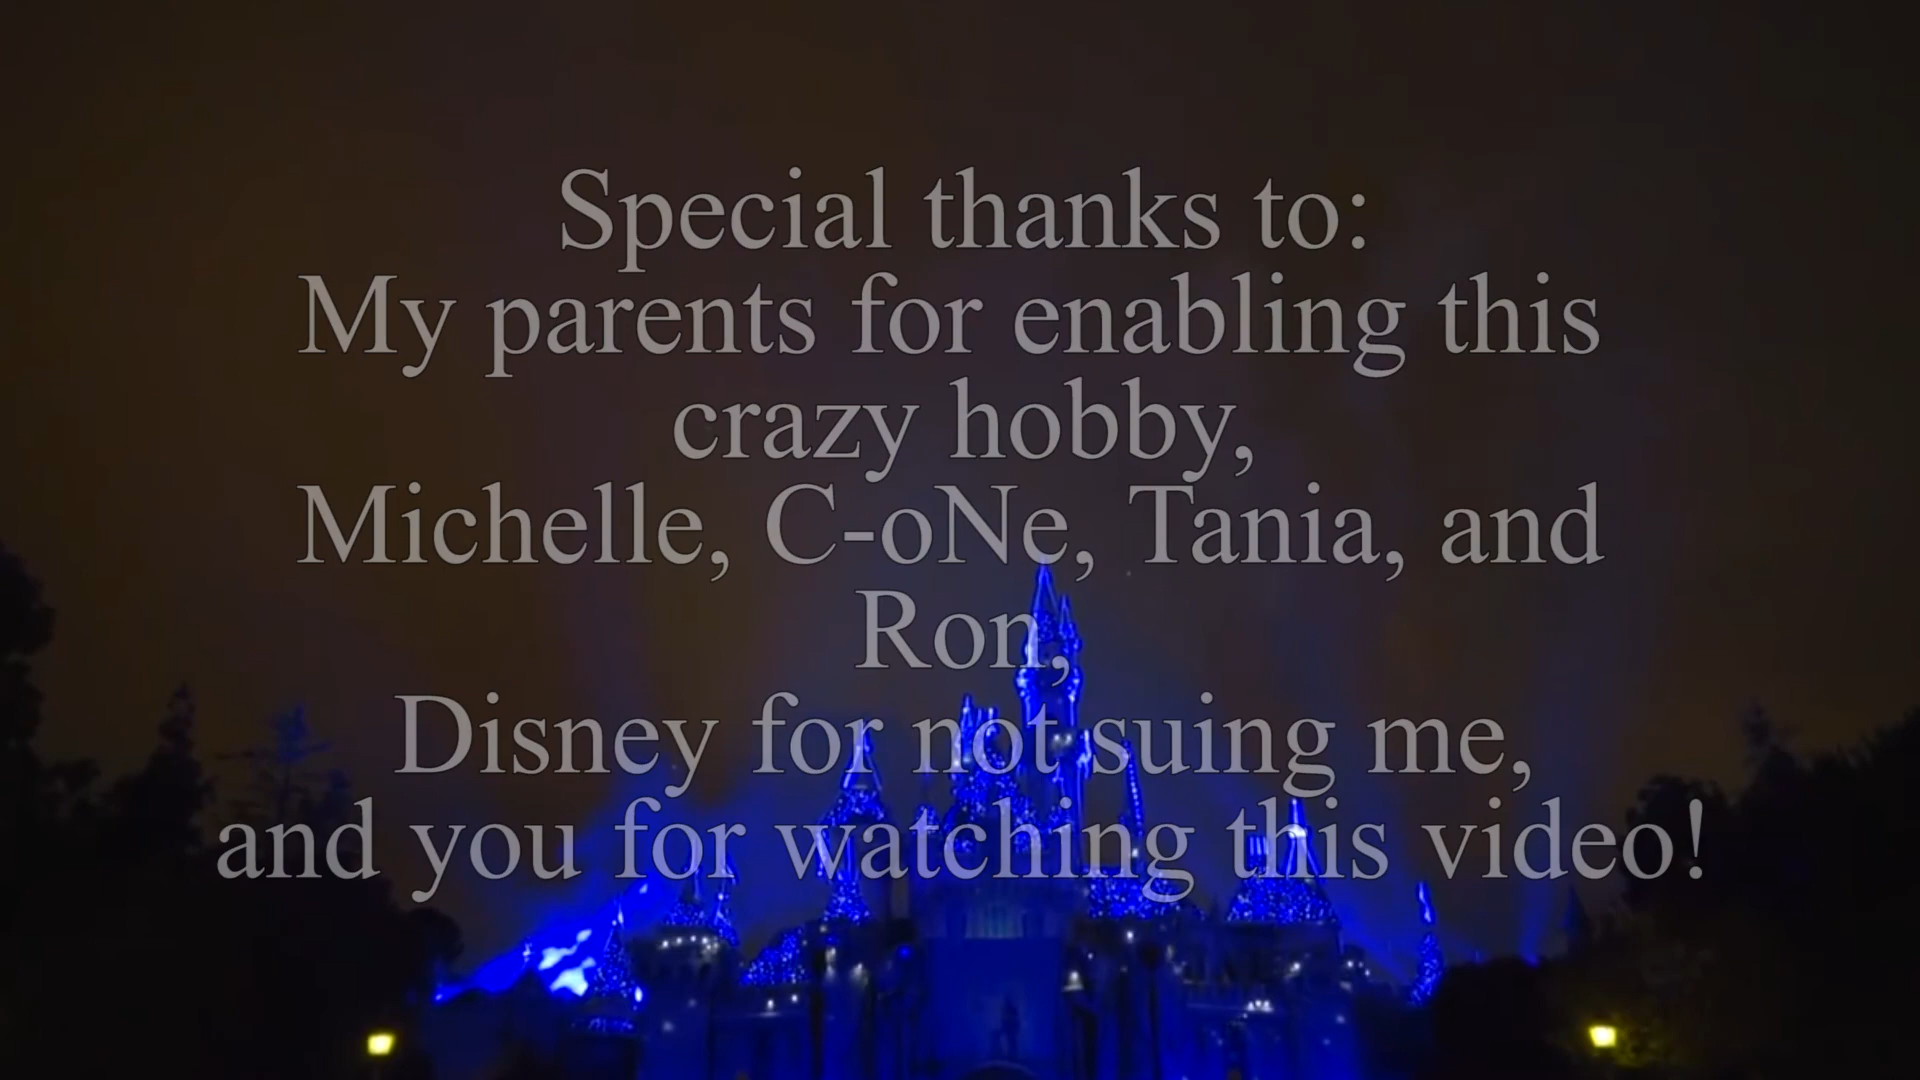 Special thanks to:
My parents for enabling this
crazy hobby,
Michelle, C-oNe, Tania, and
Ron,
Disney for not suing me,
and you for watching this video!